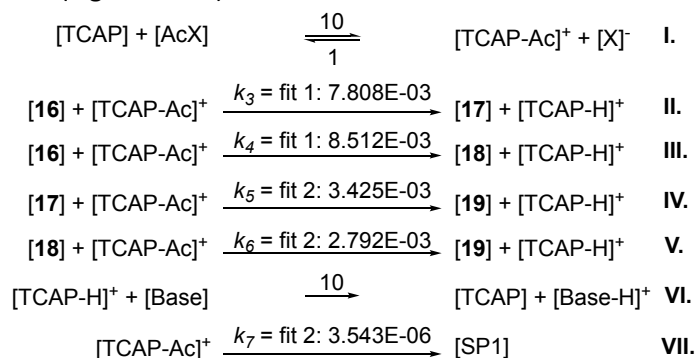 [TCAP] + [AcX] 10 1 [TCAP-Ac]+ + [X]- I.
[16] + [TCAP-Ac]+ k3 = fit 1: 7.808E-03 [17] + [TCAP-H]+ II.
[16] + [TCAP-Ac]+ k4 = fit 1: 8.512E-03 [18] + [TCAP-H]+ III.
[17] + [TCAP-Ac]+ k5 = fit 2: 3.425E-03 [19] + [TCAP-H]+ IV.
[18] + [TCAP-Ac]+ k6 = fit 2: 2.792E-03 [19] + [TCAP-H]+ V.
[TCAP-H]+ + [Base] 10 [TCAP] + [Base-H]+ VI.
[TCAP-Ac]+ k7 = fit 2: 3.543E-06 [SP1] VII.